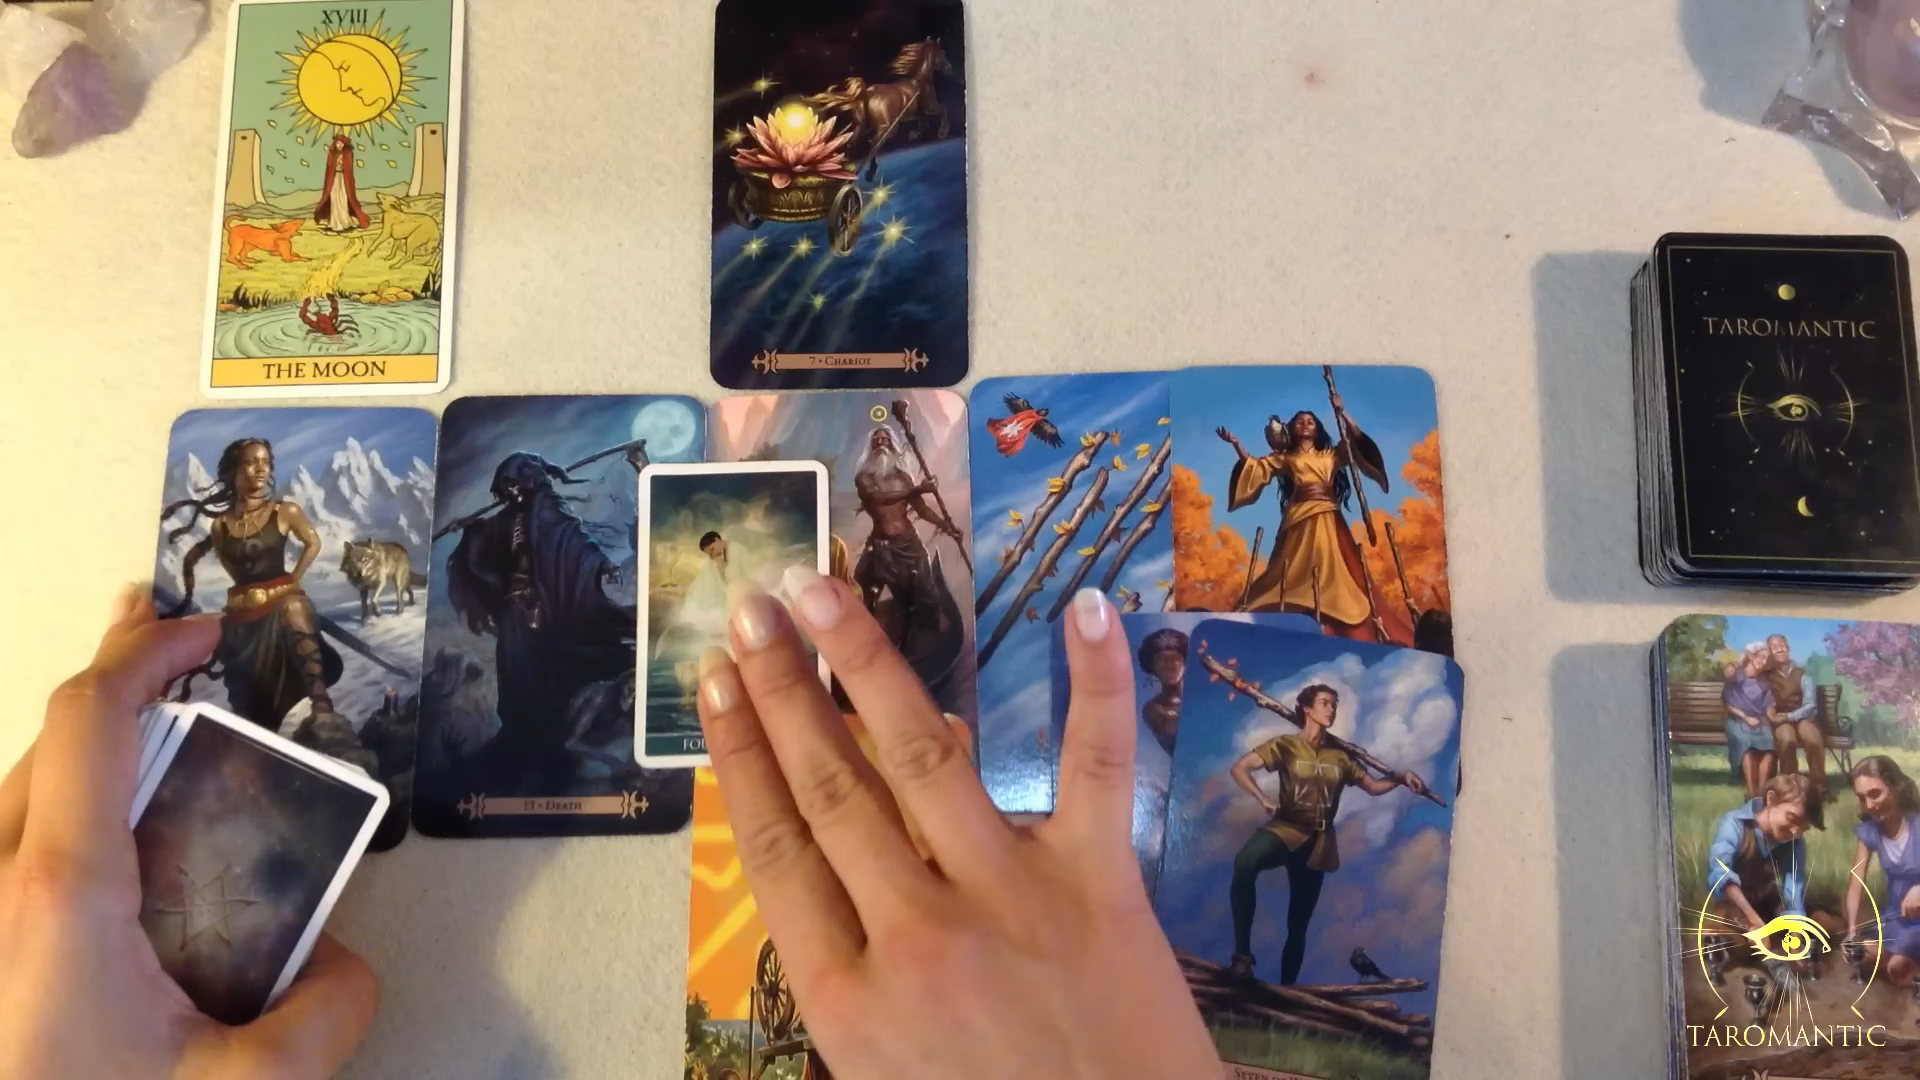 XVIII
THE MOON
7 • CHARIOT
TAROMANTIC
13 • DEATH
TAROMANTIC